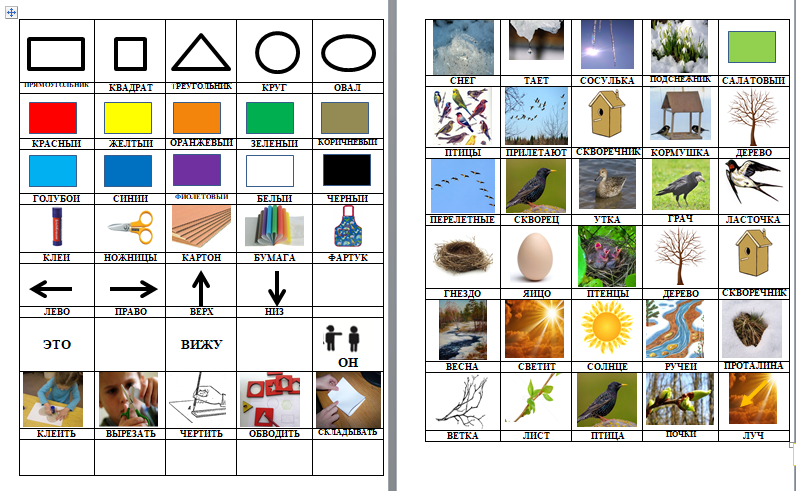 ПРЯМОУГОЛЬНИК КВАДРАТ ТРЕУГОЛЬНИК КРУГ ОВАЛ
КРАСНЫЙ ЖЕЛТЫЙ ОРАНЖЕВЫЙ ЗЕЛЕНЫЙ КОРИЧНЕВЫЙ
ГОЛУБОЙ СИНИЙ ФИОЛЕТОВЫЙ БЕЛЫЙ ЧЕРНЫЙ
КЛЕЙ НОЖНИЦЫ КАРТОН БУМАГА ФАРТУК
ЛЕВО ПРАВО ВЕРХ НИЗ
ЭТО ВИЖУ ОН
КЛЕИТЬ ВЫРЕЗАТЬ ЧЕРТИТЬ ОБВОДИТЬ СКЛАДЫВАТЬ
СНЕГ ТАЕТ СОСУЛЬКА ПОДСНЕЖНИК САЛАТОВЫЙ
ПТИЦЫ ПРИЛЕТАЮТ СКВОРЕЧНИК КОРМУШКА ДЕРЕВО
ПЕРЕЛЕТНЫЕ СКВОРЕЦ УТКА ГРАЧ ЛАСТОЧКА
ГНЕЗДО ЯЙЦО ПТЕНЦЫ ДЕРЕВО СКВОРЕЧНИК
ВЕСНА СВЕТИТ СОЛНЦЕ РУЧЕЙ ПРОТАЛИНА
ВЕТКА ЛИСТ ПТИЦА ПОЧКИ ЛУЧ